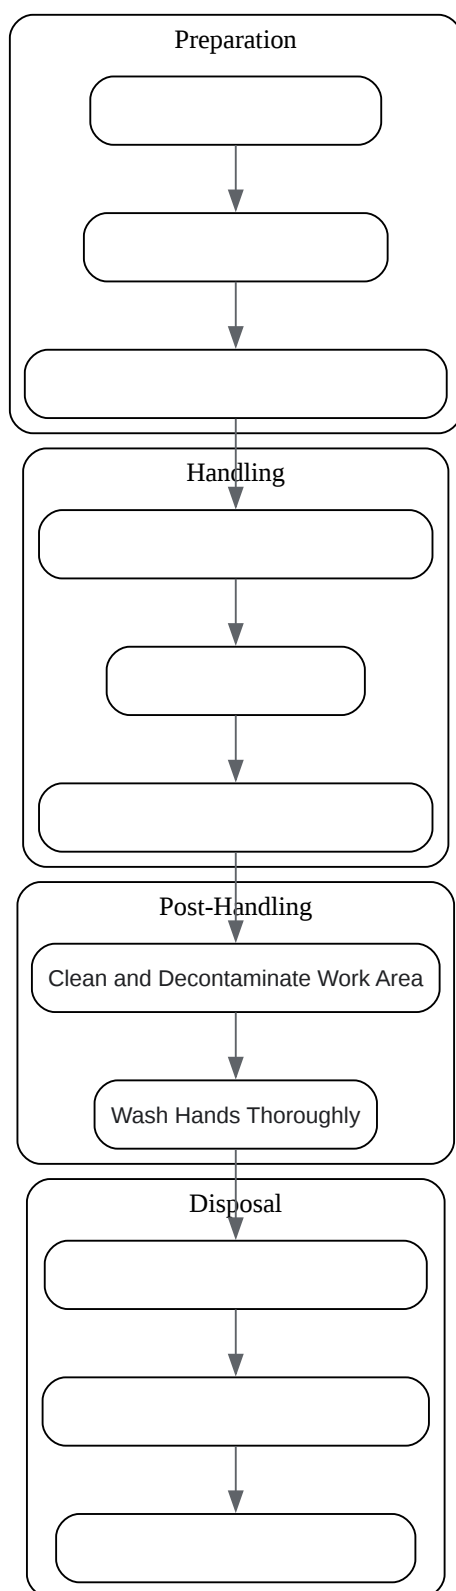 Preparation
Handling
Post-Handling
Clean and Decontaminate Work Area
Wash Hands Thoroughly
Disposal